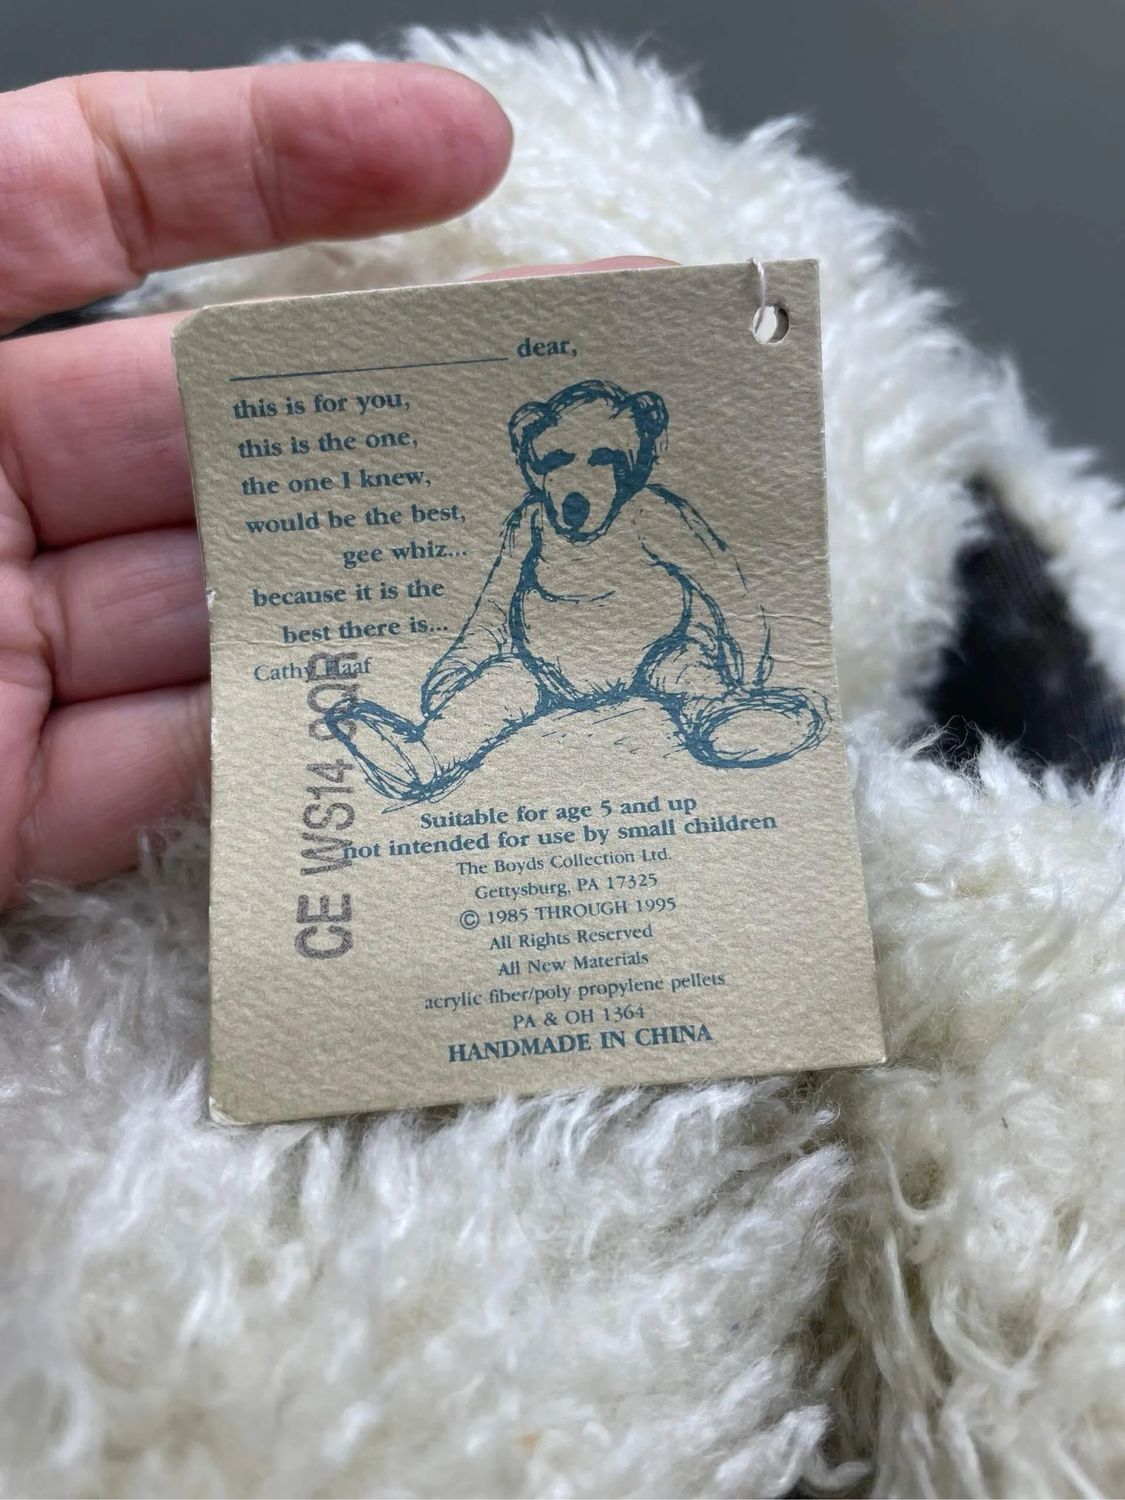 dear,
this is for you,
this is the one,
the one I knew,
would be the best,
gee whiz...
because it is the
best there is...
Cathy Haaf
CE WS14 8QR
Suitable for age 5 and up
not intended for use by small children
The Boyds Collection Ltd.
Gettysburg, PA 17325
© 1985 THROUGH 1995
All Rights Reserved
All New Materials
acrylic fiber/poly propylene pellets
PA & OH 1364
HANDMADE IN CHINA